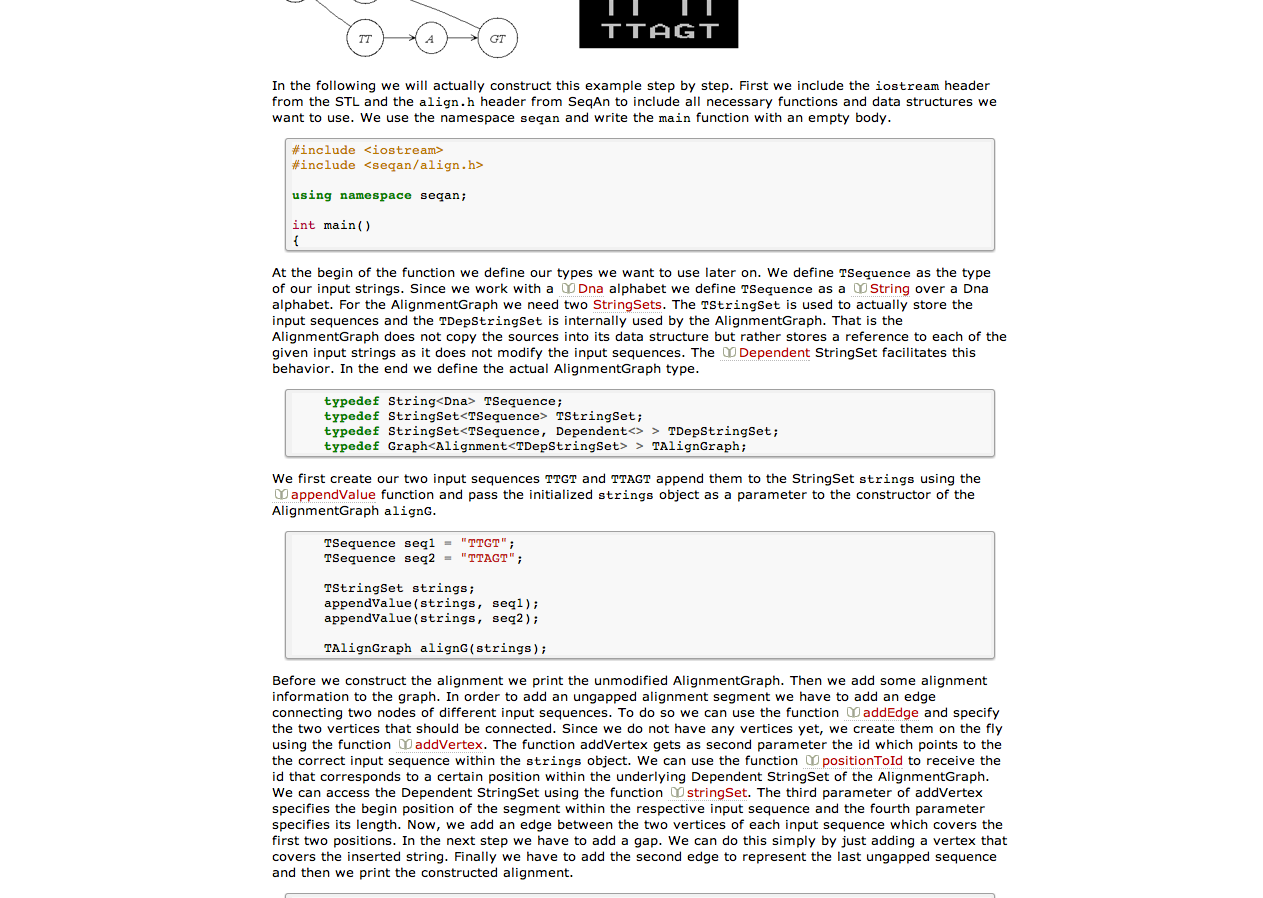 TT A GT
TTAGT
In the following we will actually construct this example step by step. First we include the iostream header
from the STL and the align.h header from SeqAn to include all necessary functions and data structures we
want to use. We use the namespace seqan and write the main function with an empty body.
#include <iostream>
#include <seqan/align.h>
using namespace seqan;
int main()
{
At the begin of the function we define our types we want to use later on. We define TSequence as the type
of our input strings. Since we work with a Dna alphabet we define TSequence as a String over a Dna
alphabet. For the AlignmentGraph we need two StringSets. The TStringSet is used to actually store the
input sequences and the TDepStringSet is internally used by the AlignmentGraph. That is the
AlignmentGraph does not copy the sources into its data structure but rather stores a reference to each of the
given input strings as it does not modify the input sequences. The Dependent StringSet facilitates this
behavior. In the end we define the actual AlignmentGraph type.
typedef String<Dna> TSequence;
typedef StringSet<TSequence> TStringSet;
typedef StringSet<TSequence, Dependent<> > TDepStringSet;
typedef Graph<Alignment<TDepStringSet> > TAlignGraph;
We first create our two input sequences TTGT and TTAGT append them to the StringSet strings using the
appendValue function and pass the initialized strings object as a parameter to the constructor of the
AlignmentGraph alignG.
TSequence seq1 = "TTGT";
TSequence seq2 = "TTAGT";
TStringSet strings;
appendValue(strings, seq1);
appendValue(strings, seq2);
TAlignGraph alignG(strings);
Before we construct the alignment we print the unmodified AlignmentGraph. Then we add some alignment
information to the graph. In order to add an ungapped alignment segment we have to add an edge
connecting two nodes of different input sequences. To do so we can use the function addEdge and specify
the two vertices that should be connected. Since we do not have any vertices yet, we create them on the fly
using the function addVertex. The function addVertex gets as second parameter the id which points to the
the correct input sequence within the strings object. We can use the function positionToId to receive the
id that corresponds to a certain position within the underlying Dependent StringSet of the AlignmentGraph.
We can access the Dependent StringSet using the function stringSet. The third parameter of addVertex
specifies the begin position of the segment within the respective input sequence and the fourth parameter
specifies its length. Now, we add an edge between the two vertices of each input sequence which covers the
first two positions. In the next step we have to add a gap. We can do this simply by just adding a vertex that
covers the inserted string. Finally we have to add the second edge to represent the last ungapped sequence
and then we print the constructed alignment.